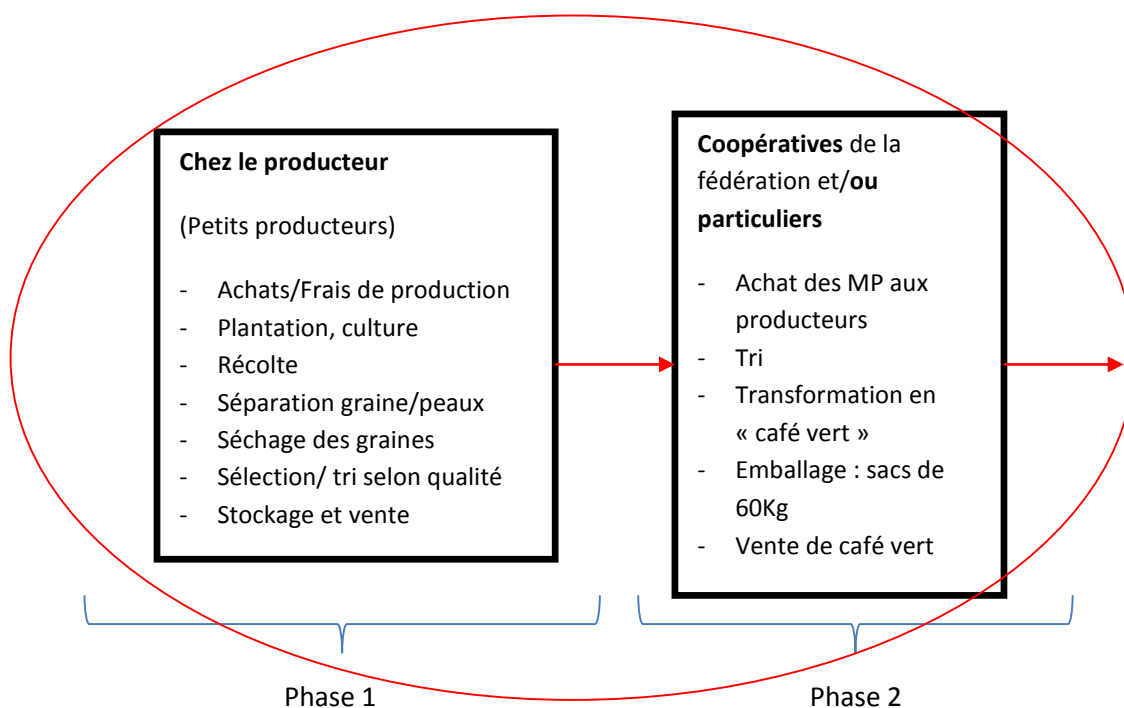 Chez le producteur
(Petits producteurs)
- Achats/Frais de production
- Plantation, culture
- Récolte
- Séparation graine/peaux
- Séchage des graines
- Sélection/ tri selon qualité
- Stockage et vente
Coopératives de la
fédération et/ou
particuliers
- Achat des MP aux
producteurs
- Tri
- Transformation en
« café vert »
- Emballage : sacs de
60Kg
- Vente de café vert
Phase 1
Phase 2